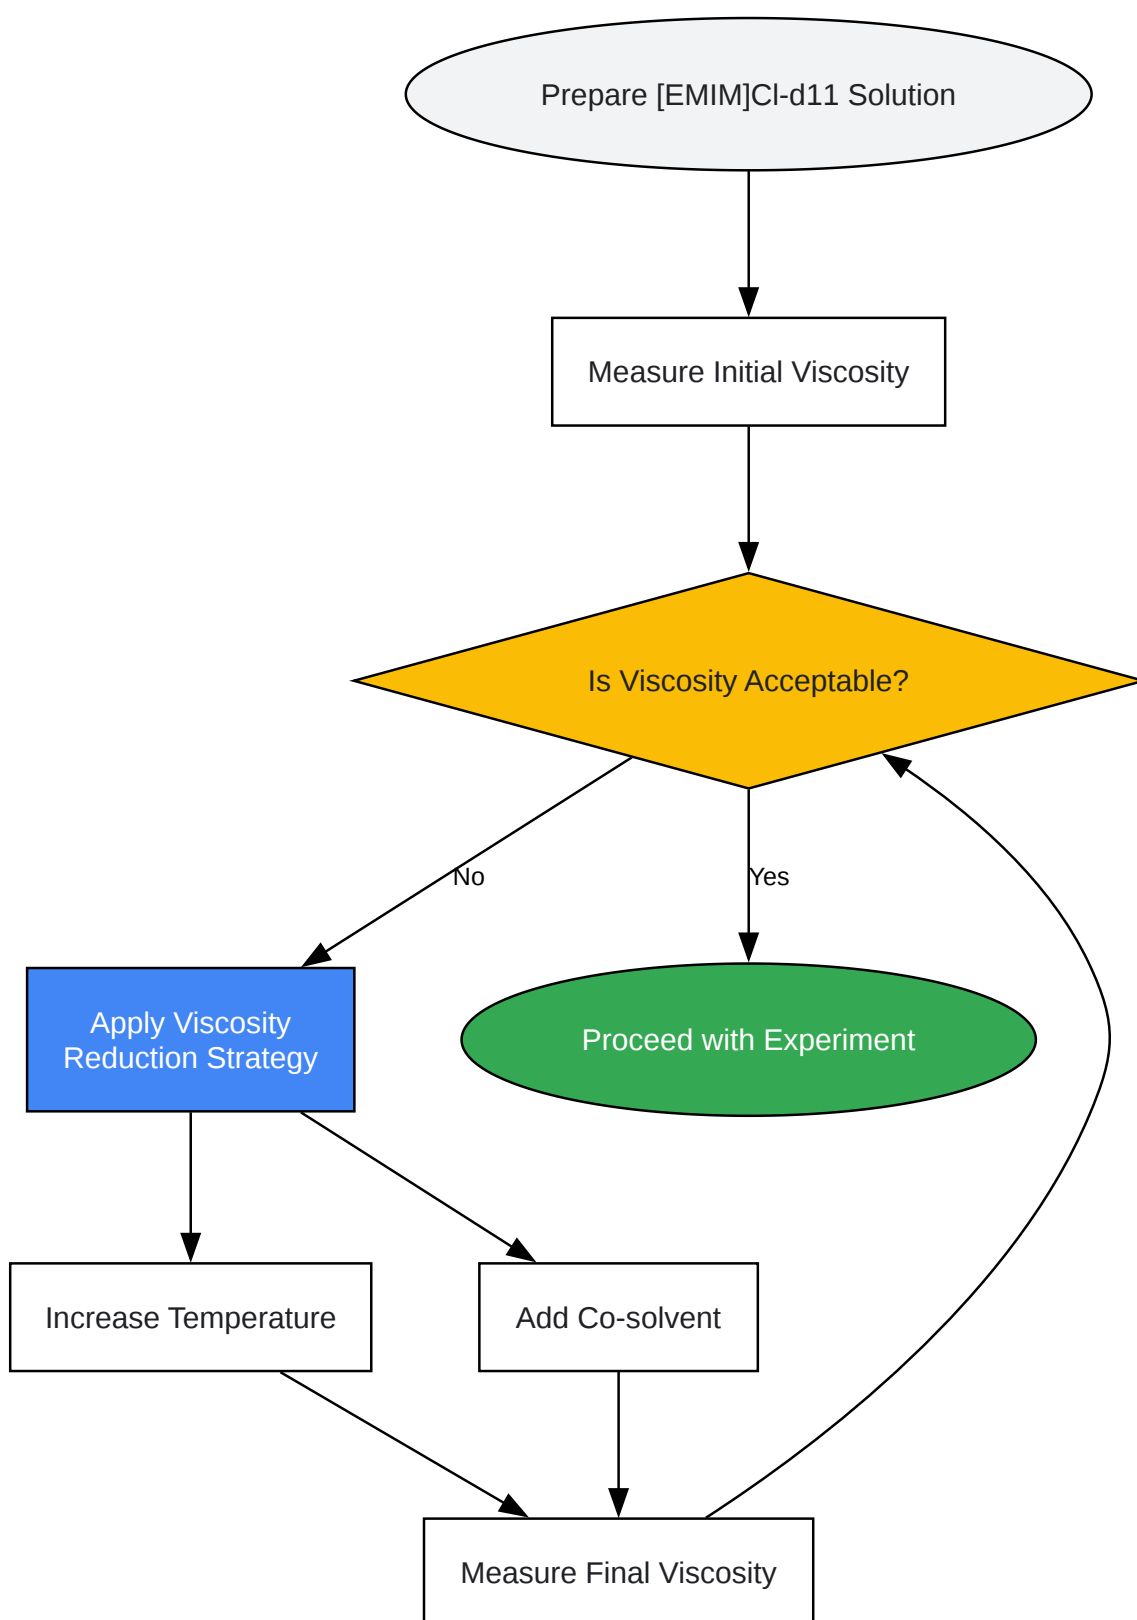 Prepare [EMIM]Cl-d11 Solution
Measure Initial Viscosity
Is Viscosity Acceptable?
No
Yes
Apply Viscosity
Reduction Strategy
Proceed with Experiment
Increase Temperature
Add Co-solvent
Measure Final Viscosity